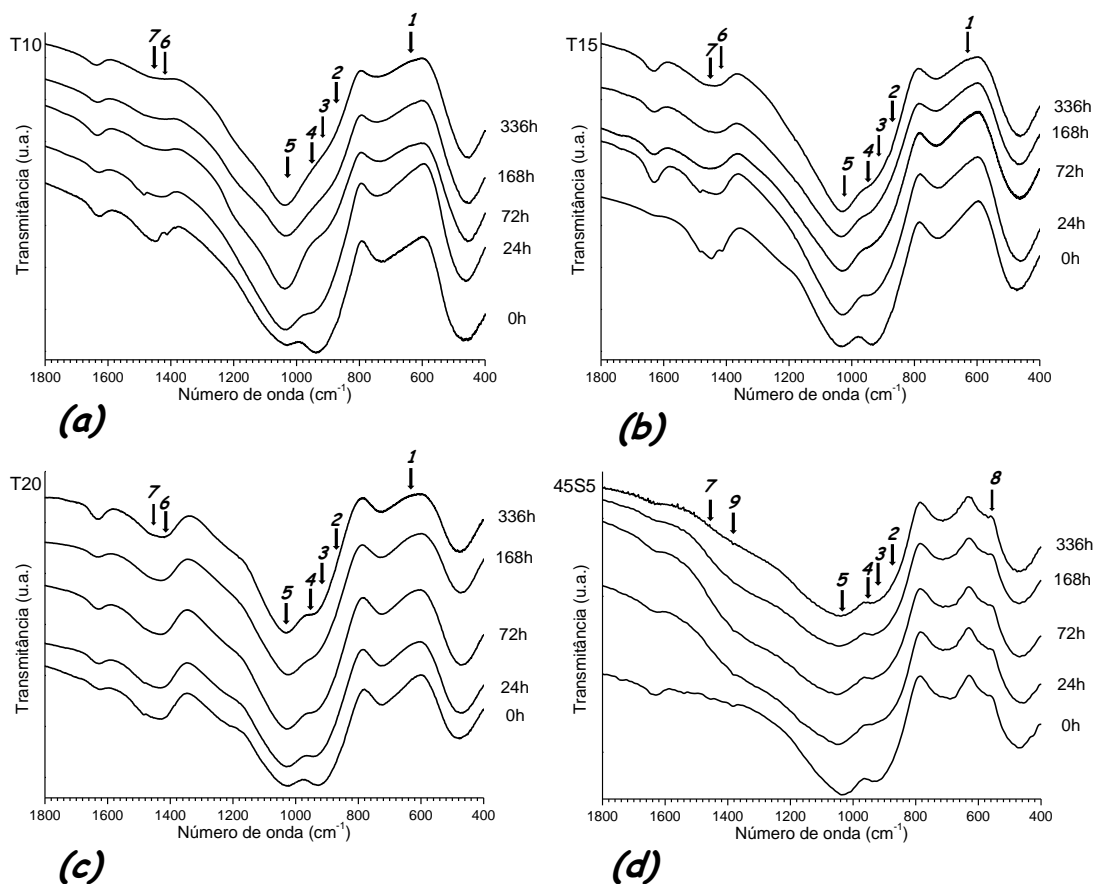 T10
Transmitância (u.a.)
7 6 5 4 3 2 1
336h
168h
72h
24h
0h
1800 1600 1400 1200 1000 800 600 400
Número de onda (cm⁻¹)
(a)
T15
Transmitância (u.a.)
7 6 5 4 3 2 1
336h
168h
72h
24h
0h
1800 1600 1400 1200 1000 800 600 400
Número de onda (cm⁻¹)
(b)
T20
Transmitância (u.a.)
7 6 5 4 3 2 1
336h
168h
72h
24h
0h
1800 1600 1400 1200 1000 800 600 400
Número de onda (cm⁻¹)
(c)
45S5
Transmitância (u.a.)
7 9 5 4 3 2 8
336h
168h
72h
24h
0h
1800 1600 1400 1200 1000 800 600 400
Número de onda (cm⁻¹)
(d)